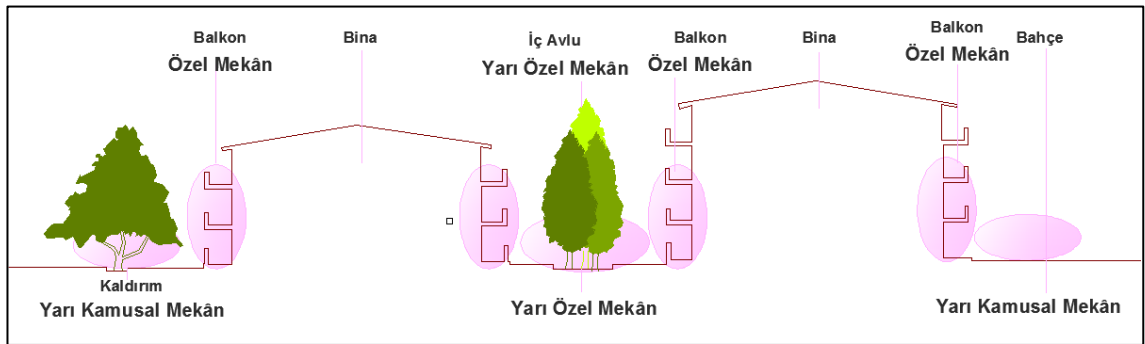 Balkon
Özel Mekân
Bina
İç Avlu
Yarı Özel Mekân
Balkon
Özel Mekân
Bina
Balkon
Özel Mekân
Bahçe
Kaldırım
Yarı Kamusal Mekân
Yarı Özel Mekân
Yarı Kamusal Mekân